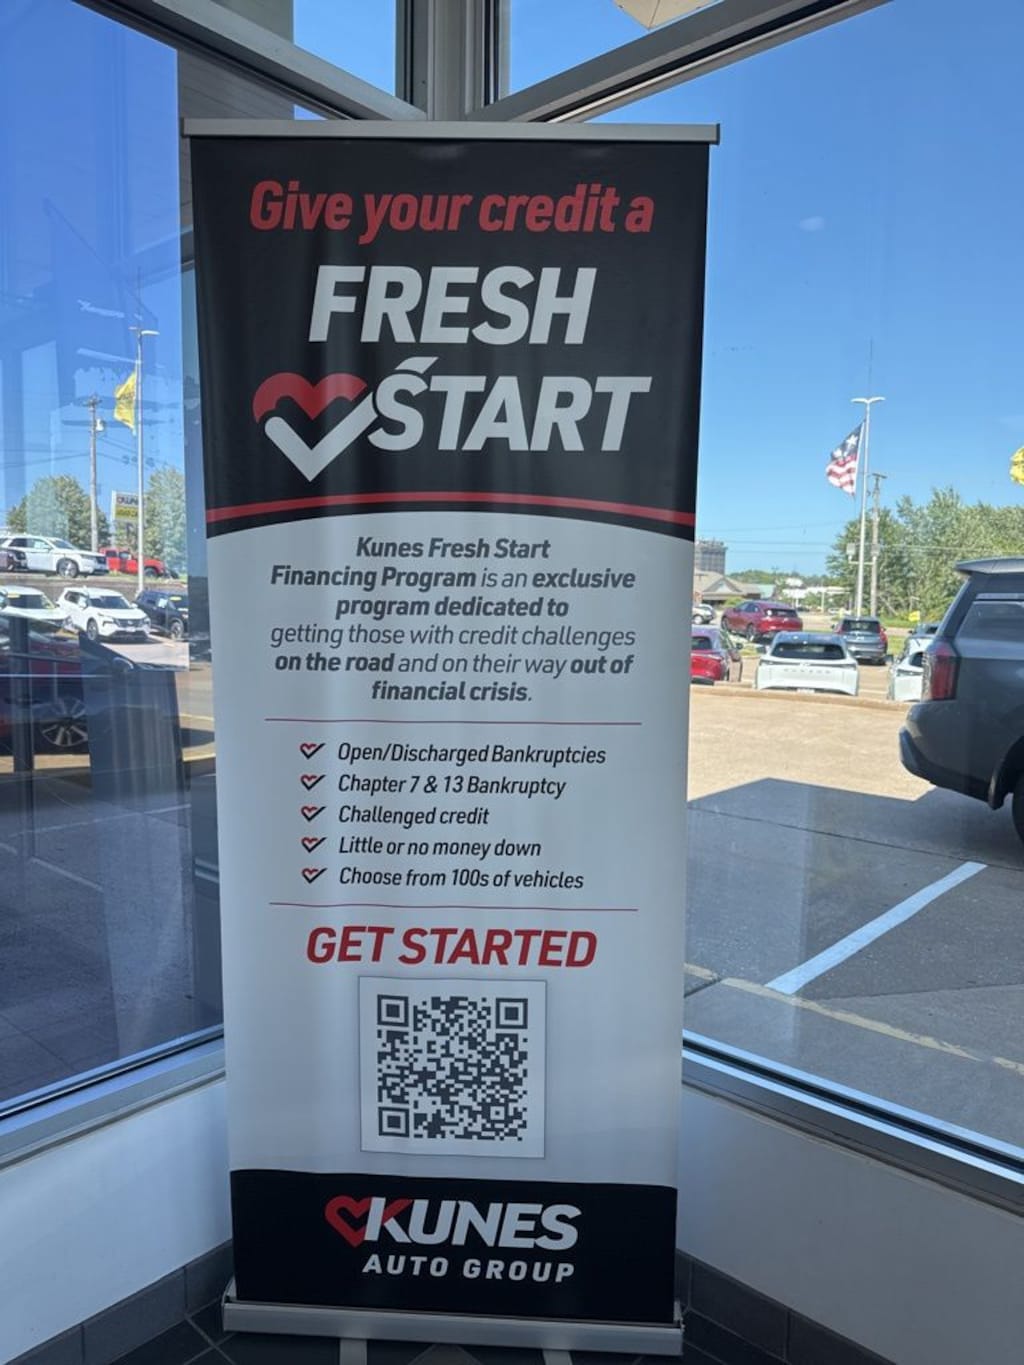 Give your credit a
FRESH
START
Kunes Fresh Start
Financing Program is an exclusive
program dedicated to
getting those with credit challenges
on the road and on their way out of
financial crisis.
Open/Discharged Bankruptcies
Chapter 7 & 13 Bankruptcy
Challenged credit
Little or no money down
Choose from 100s of vehicles
GET STARTED
KUNES
AUTO GROUP